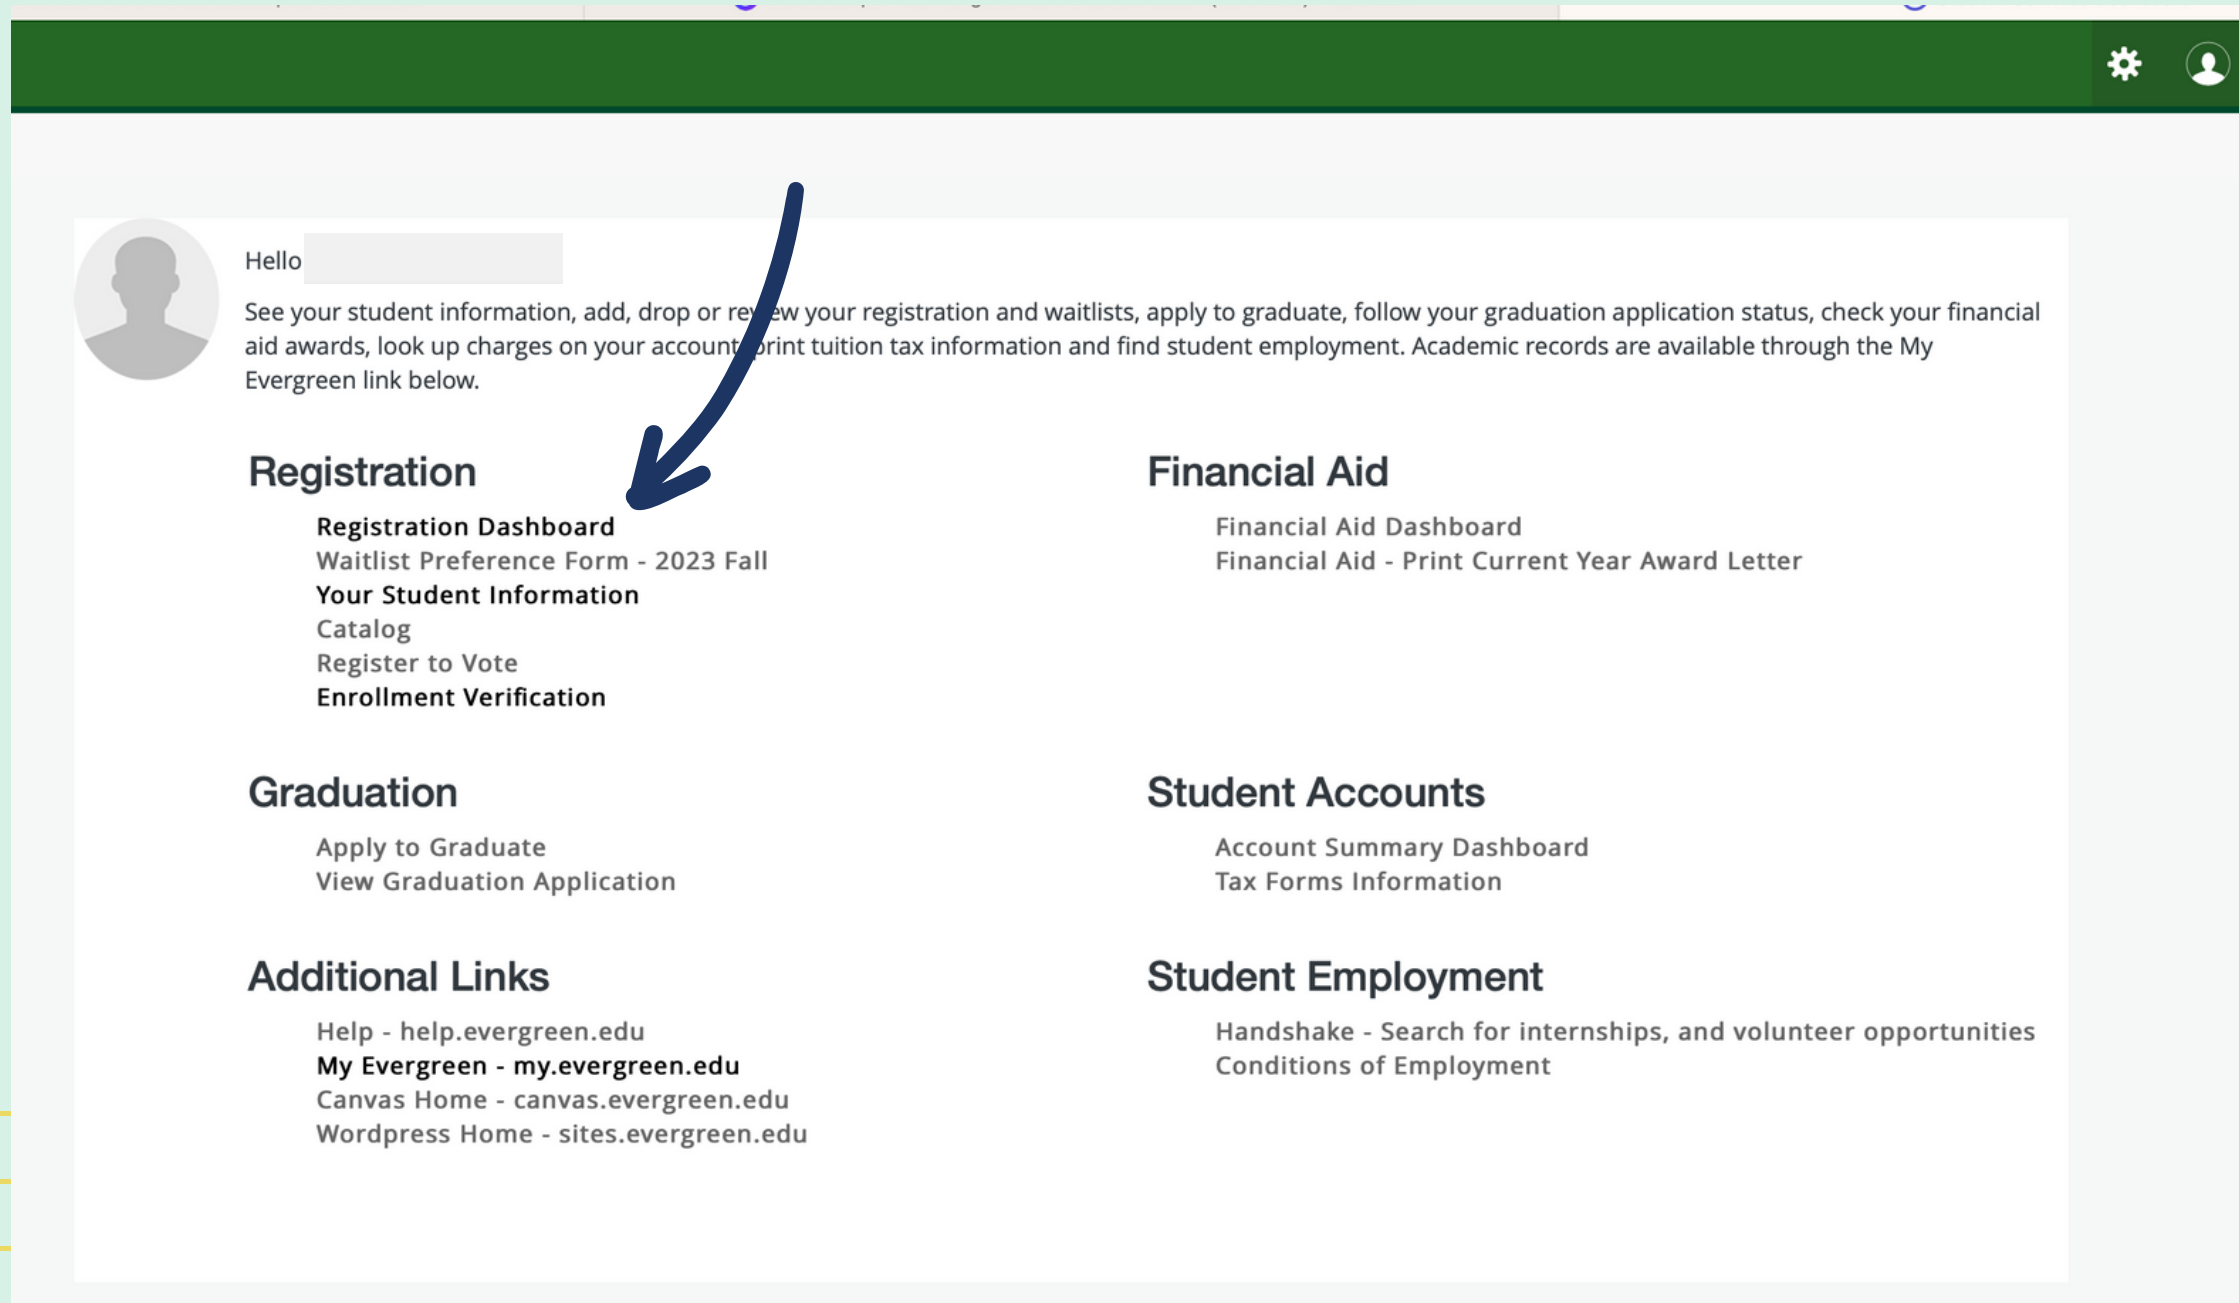 Hello
See your student information, add, drop or review your registration and waitlists, apply to graduate, follow your graduation application status, check your financial
aid awards, look up charges on your account, print tuition tax information and find student employment. Academic records are available through the My
Evergreen link below.
Registration
Registration Dashboard
Waitlist Preference Form - 2023 Fall
Your Student Information
Catalog
Register to Vote
Enrollment Verification
Financial Aid
Financial Aid Dashboard
Financial Aid - Print Current Year Award Letter
Graduation
Apply to Graduate
View Graduation Application
Student Accounts
Account Summary Dashboard
Tax Forms Information
Additional Links
Help - help.evergreen.edu
My Evergreen - my.evergreen.edu
Canvas Home - canvas.evergreen.edu
Wordpress Home - sites.evergreen.edu
Student Employment
Handshake - Search for internships, and volunteer opportunities
Conditions of Employment